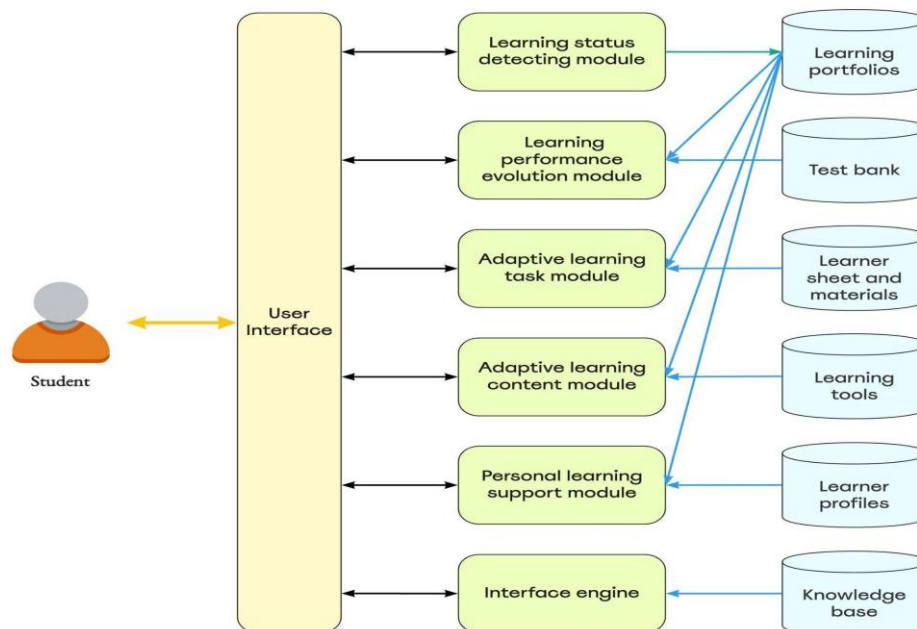 Learning status
detecting module
Learning
portfolios
Learning
performance
evolution module
Test bank
Adaptive learning
task module
Learner
sheet and
materials
User
Interface
Student
Adaptive learning
content module
Learning
tools
Personal learning
support module
Learner
profiles
Interface engine
Knowledge
base